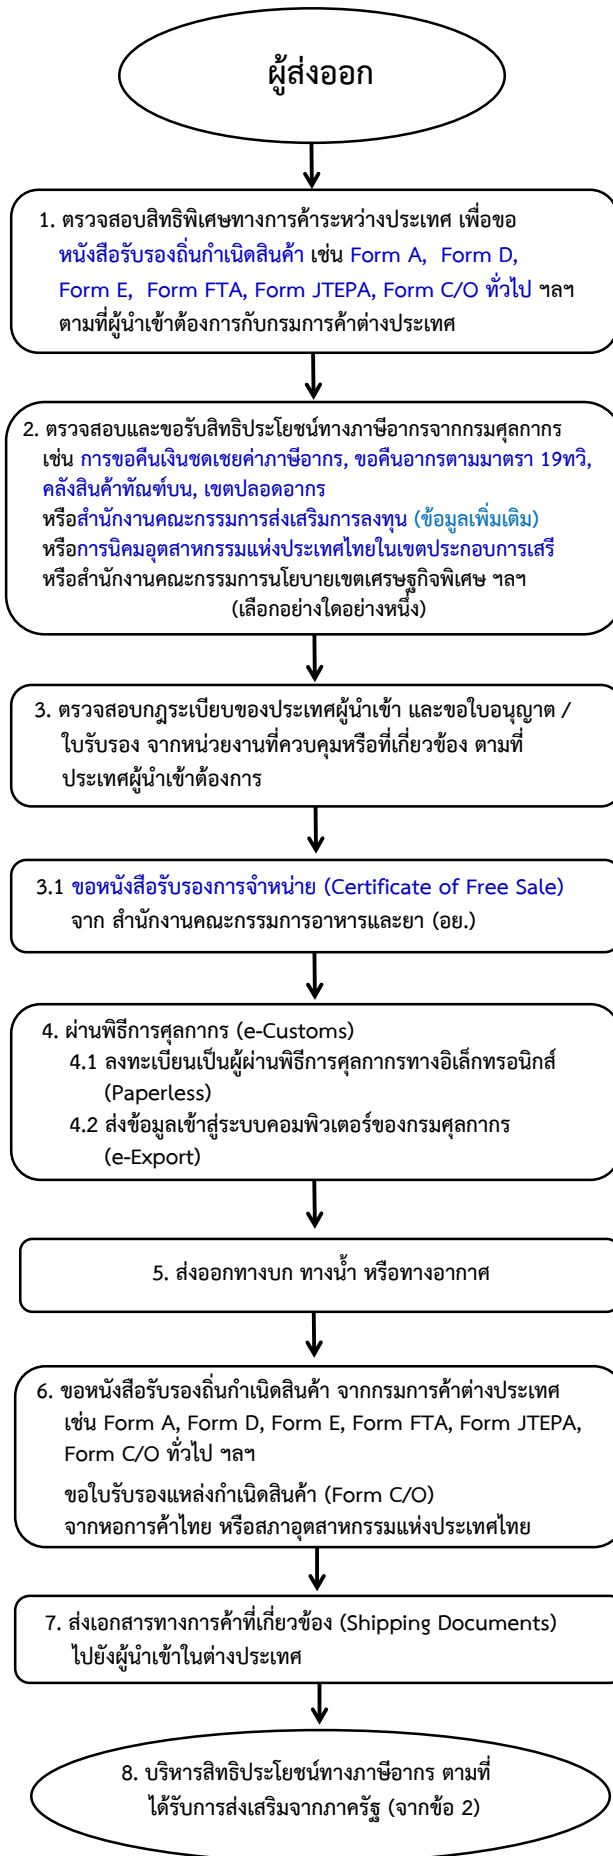 ผู้ส่งออก
1. ตรวจสอบสิทธิพิเศษทางการค้าระหว่างประเทศ เพื่อขอ
หนังสือรับรองถิ่นกำเนิดสินค้า เช่น Form A, Form D,
Form E, Form FTA, Form JTEPA, Form C/O ทั่วไป ฯลฯ
ตามที่ผู้นำเข้าต้องการกับกรมการค้าต่างประเทศ
2. ตรวจสอบและขอรับสิทธิประโยชน์ทางภาษีอากรจากกรมศุลกากร
เช่น การขอคืนเงินชดเชยค่าภาษีอากร, ขอคืนอากรตามมาตรา 19ทวิ,
คลังสินค้าทัณฑ์บน, เขตปลอดอากร
หรือสำนักงานคณะกรรมการส่งเสริมการลงทุน (ข้อมูลเพิ่มเติม)
หรือการนิคมอุตสาหกรรมแห่งประเทศไทยในเขตประกอบการเสรี
หรือสำนักงานคณะกรรมการนโยบายเขตเศรษฐกิจพิเศษ ฯลฯ
(เลือกอย่างใดอย่างหนึ่ง)
3. ตรวจสอบกฎระเบียบของประเทศผู้นำเข้า และขอใบอนุญาต /
ใบรับรอง จากหน่วยงานที่ควบคุมหรือที่เกี่ยวข้อง ตามที่
ประเทศผู้นำเข้าต้องการ
3.1 ขอหนังสือรับรองการจำหน่าย (Certificate of Free Sale)
จาก สำนักงานคณะกรรมการอาหารและยา (อย.)
4. ผ่านพิธีการศุลกากร (e-Customs)
4.1 ลงทะเบียนเป็นผู้ผ่านพิธีการศุลกากรทางอิเล็กทรอนิกส์
(Paperless)
4.2 ส่งข้อมูลเข้าสู่ระบบคอมพิวเตอร์ของกรมศุลกากร
(e-Export)
5. ส่งออกทางบก ทางน้ำ หรือทางอากาศ
6. ขอหนังสือรับรองถิ่นกำเนิดสินค้า จากกรมการค้าต่างประเทศ
เช่น Form A, Form D, Form E, Form FTA, Form JTEPA,
Form C/O ทั่วไป ฯลฯ
ขอใบรับรองแหล่งกำเนิดสินค้า (Form C/O)
จากหอการค้าไทย หรือสภาอุตสาหกรรมแห่งประเทศไทย
7. ส่งเอกสารทางการค้าที่เกี่ยวข้อง (Shipping Documents)
ไปยังผู้นำเข้าในต่างประเทศ
8. บริหารสิทธิประโยชน์ทางภาษีอากร ตามที่
ได้รับการส่งเสริมจากภาครัฐ (จากข้อ 2)